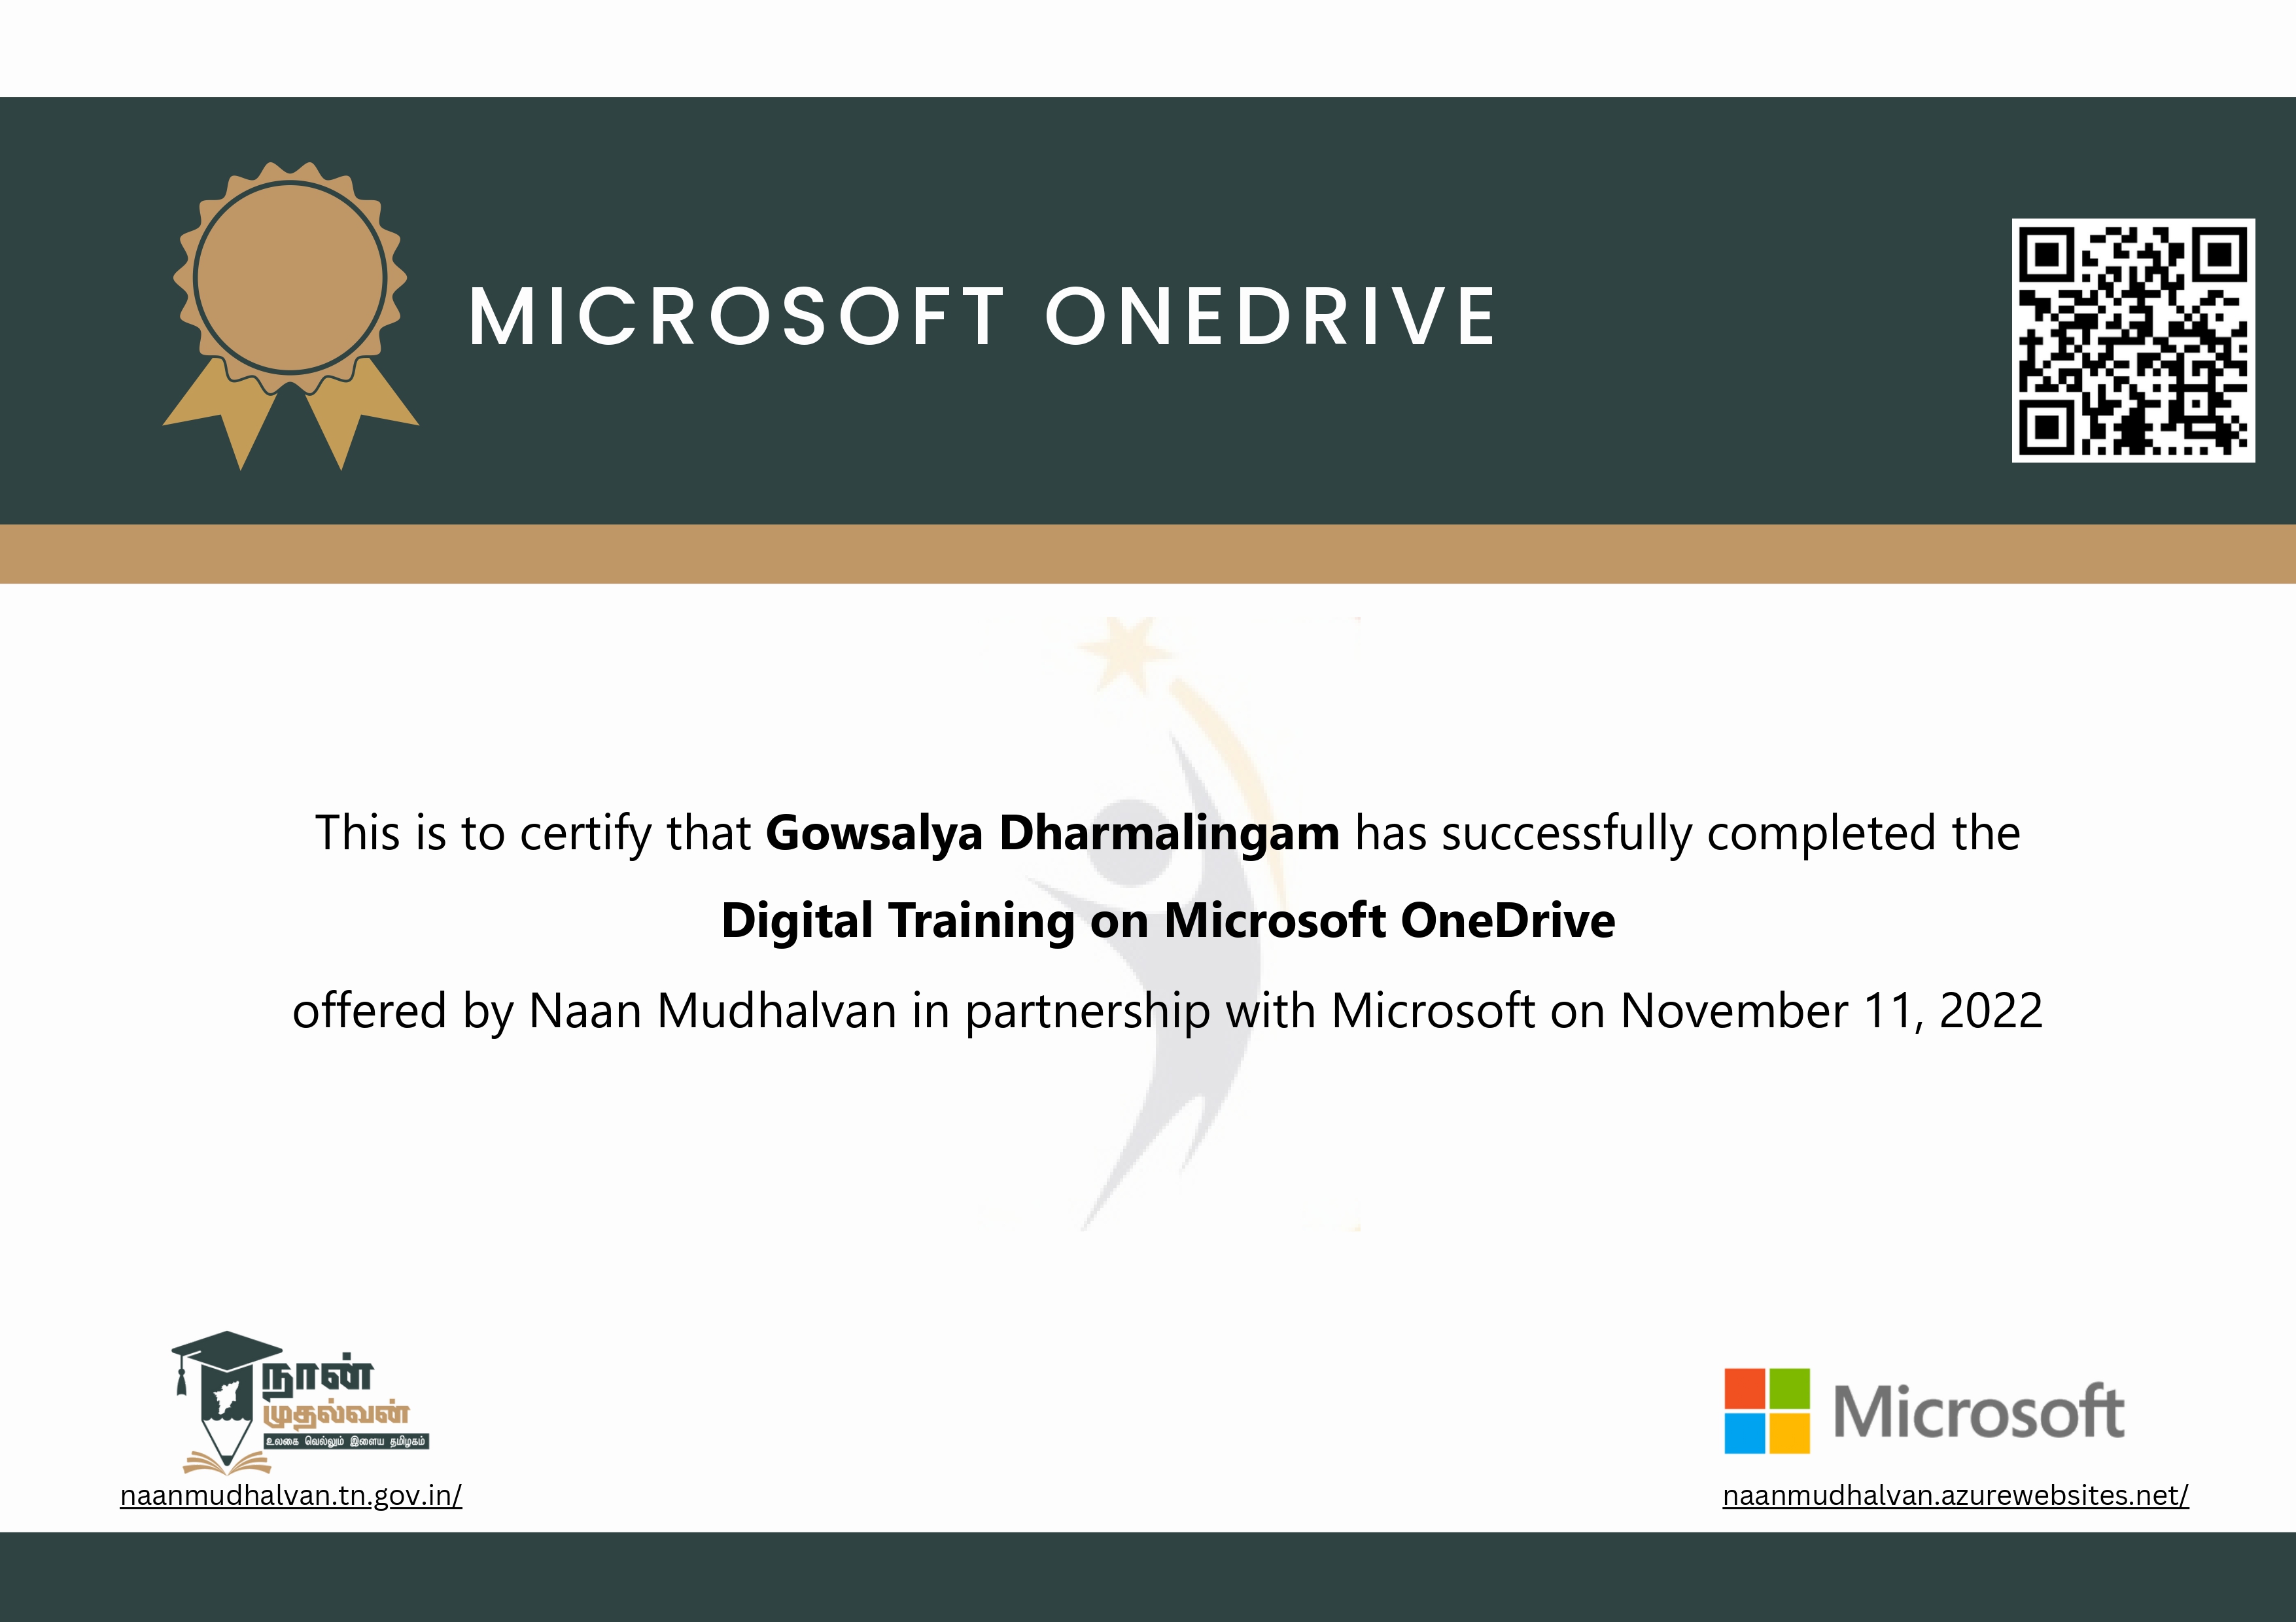 MICROSOFT ONEDRIVE
This is to certify that Gowsalya Dharmalingam has successfully completed the
Digital Training on Microsoft OneDrive
offered by Naan Mudhalvan in partnership with Microsoft on November 11, 2022
நான்
முதல்வன்
உலகை வெல்லும் இளைய தமிழகம்
naanmudhalvan.tn.gov.in/
Microsoft
naanmudhalvan.azurewebsites.net/